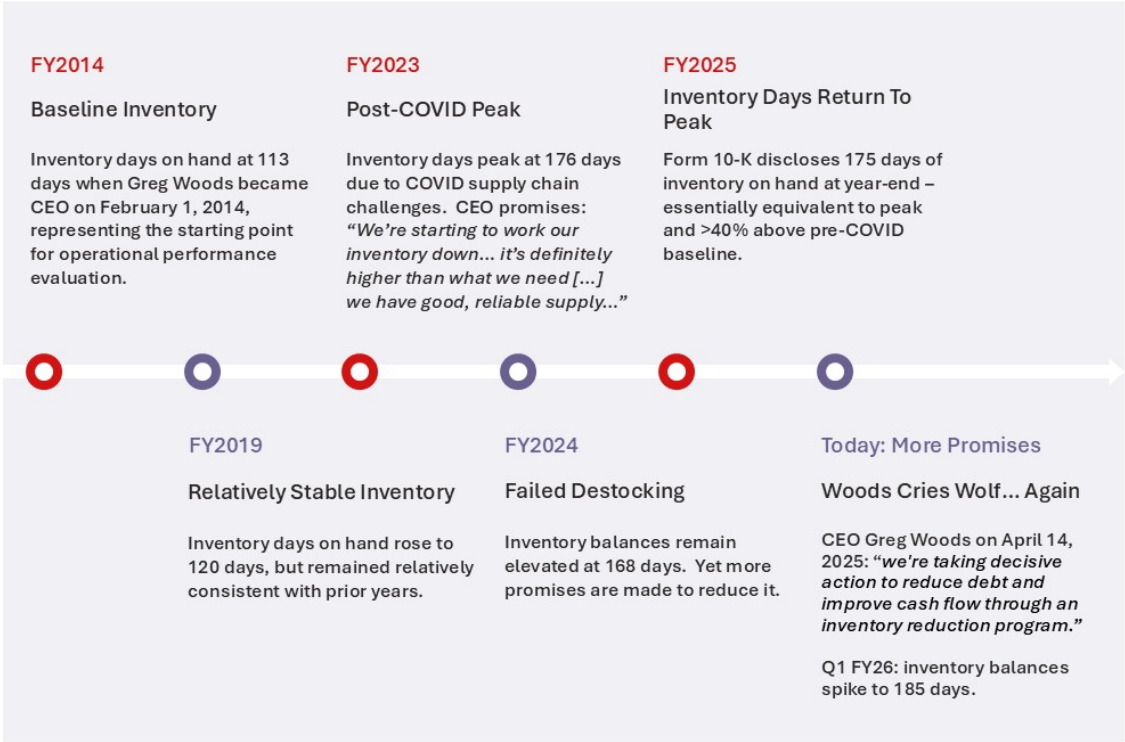 FY2014
Baseline Inventory
Inventory days on hand at 113
days when Greg Woods became
CEO on February 1, 2014,
representing the starting point
for operational performance
evaluation.
FY2023
Post-COVID Peak
Inventory days peak at 176 days
due to COVID supply chain
challenges. CEO promises:
“We’re starting to work our
inventory down... it’s definitely
higher than what we need [...]
we have good, reliable supply...”
FY2025
Inventory Days Return To
Peak
Form 10-K discloses 175 days of
inventory on hand at year-end –
essentially equivalent to peak
and >40% above pre-COVID
baseline.
FY2019
Relatively Stable Inventory
Inventory days on hand rose to
120 days, but remained relatively
consistent with prior years.
FY2024
Failed Destocking
Inventory balances remain
elevated at 168 days. Yet more
promises are made to reduce it.
Today: More Promises
Woods Cries Wolf... Again
CEO Greg Woods on April 14,
2025: “we're taking decisive
action to reduce debt and
improve cash flow through an
inventory reduction program.”
Q1 FY26: inventory balances
spike to 185 days.